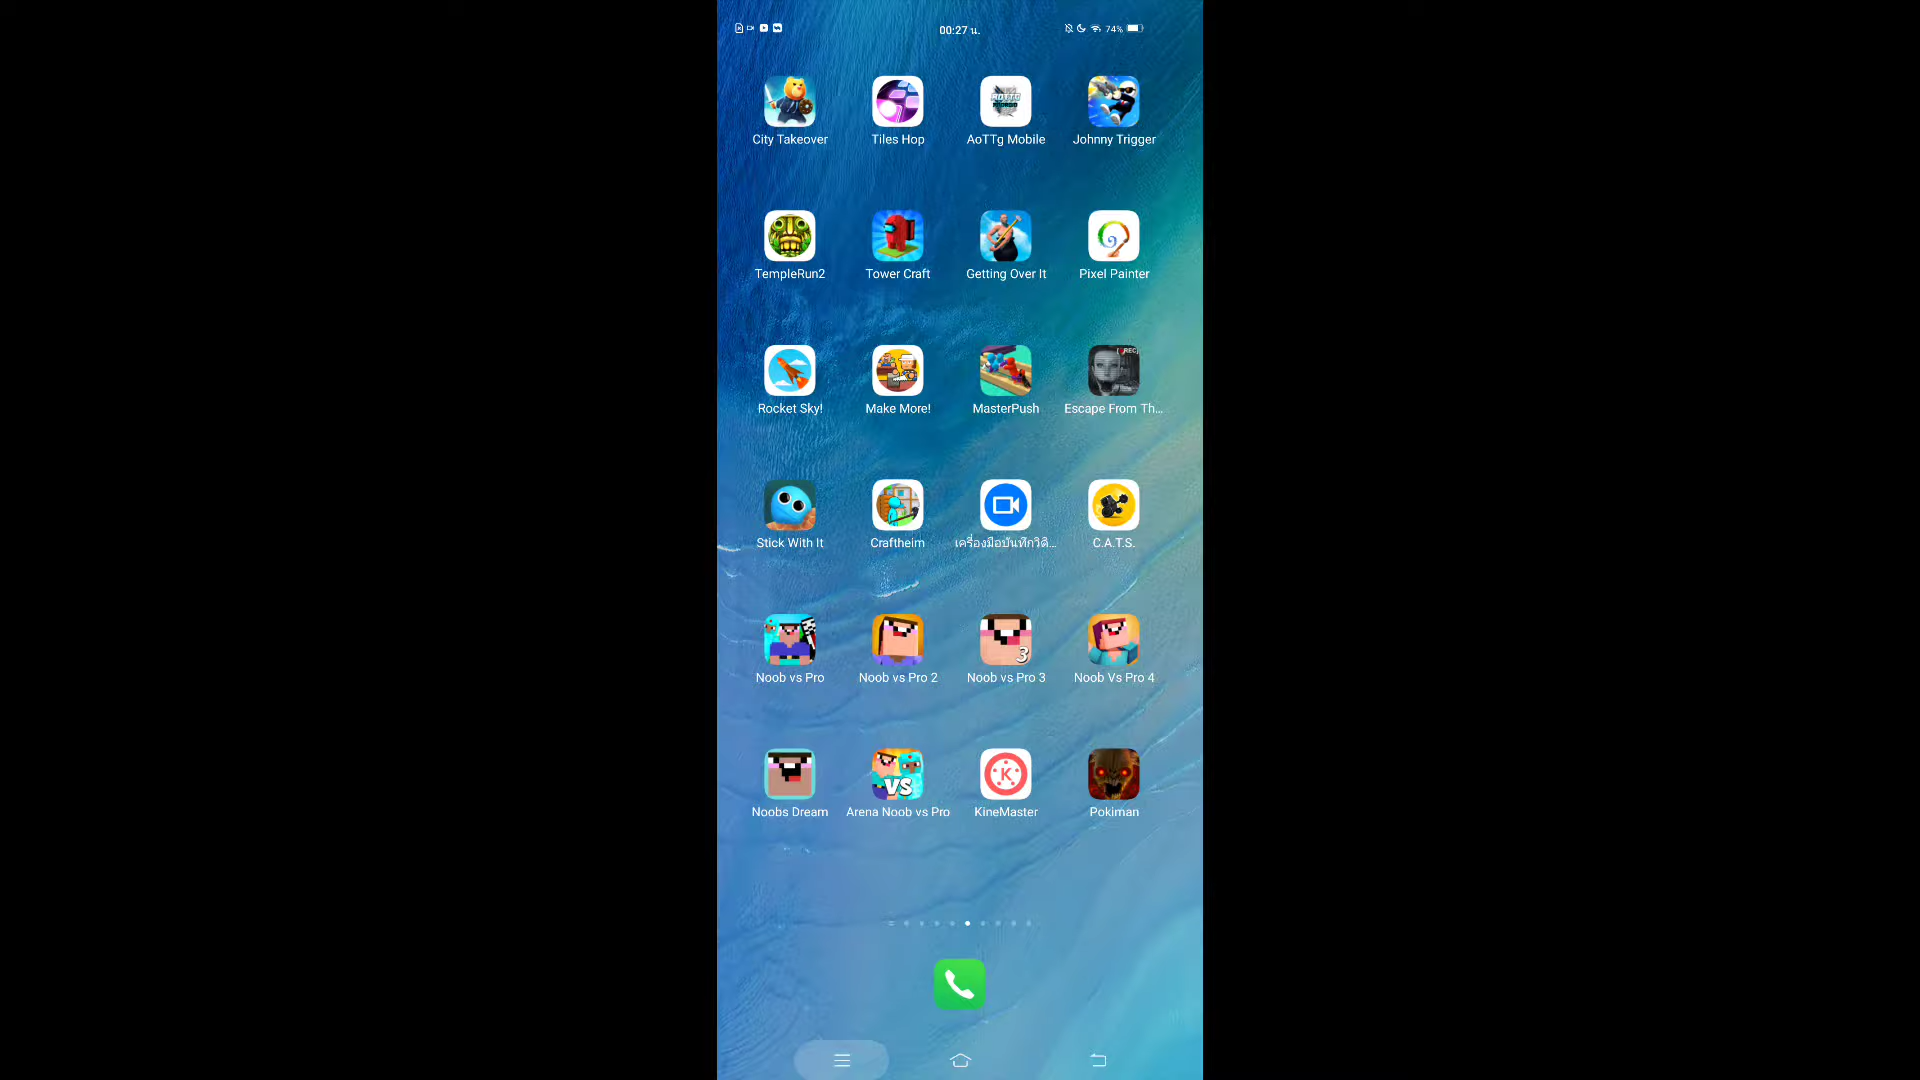 00:27 น.
74%
City Takeover
Tiles Hop
AoTTg Mobile
Johnny Trigger
TempleRun2
Tower Craft
Getting Over It
Pixel Painter
REC
Rocket Sky!
Make More!
MasterPush
Escape From Th...
Stick With It
Craftheim
เครื่องมือบันทึกวิดี...
C.A.T.S.
3
Noob vs Pro
Noob vs Pro 2
Noob vs Pro 3
Noob Vs Pro 4
VS
K
Noobs Dream
Arena Noob vs Pro
KineMaster
Pokiman